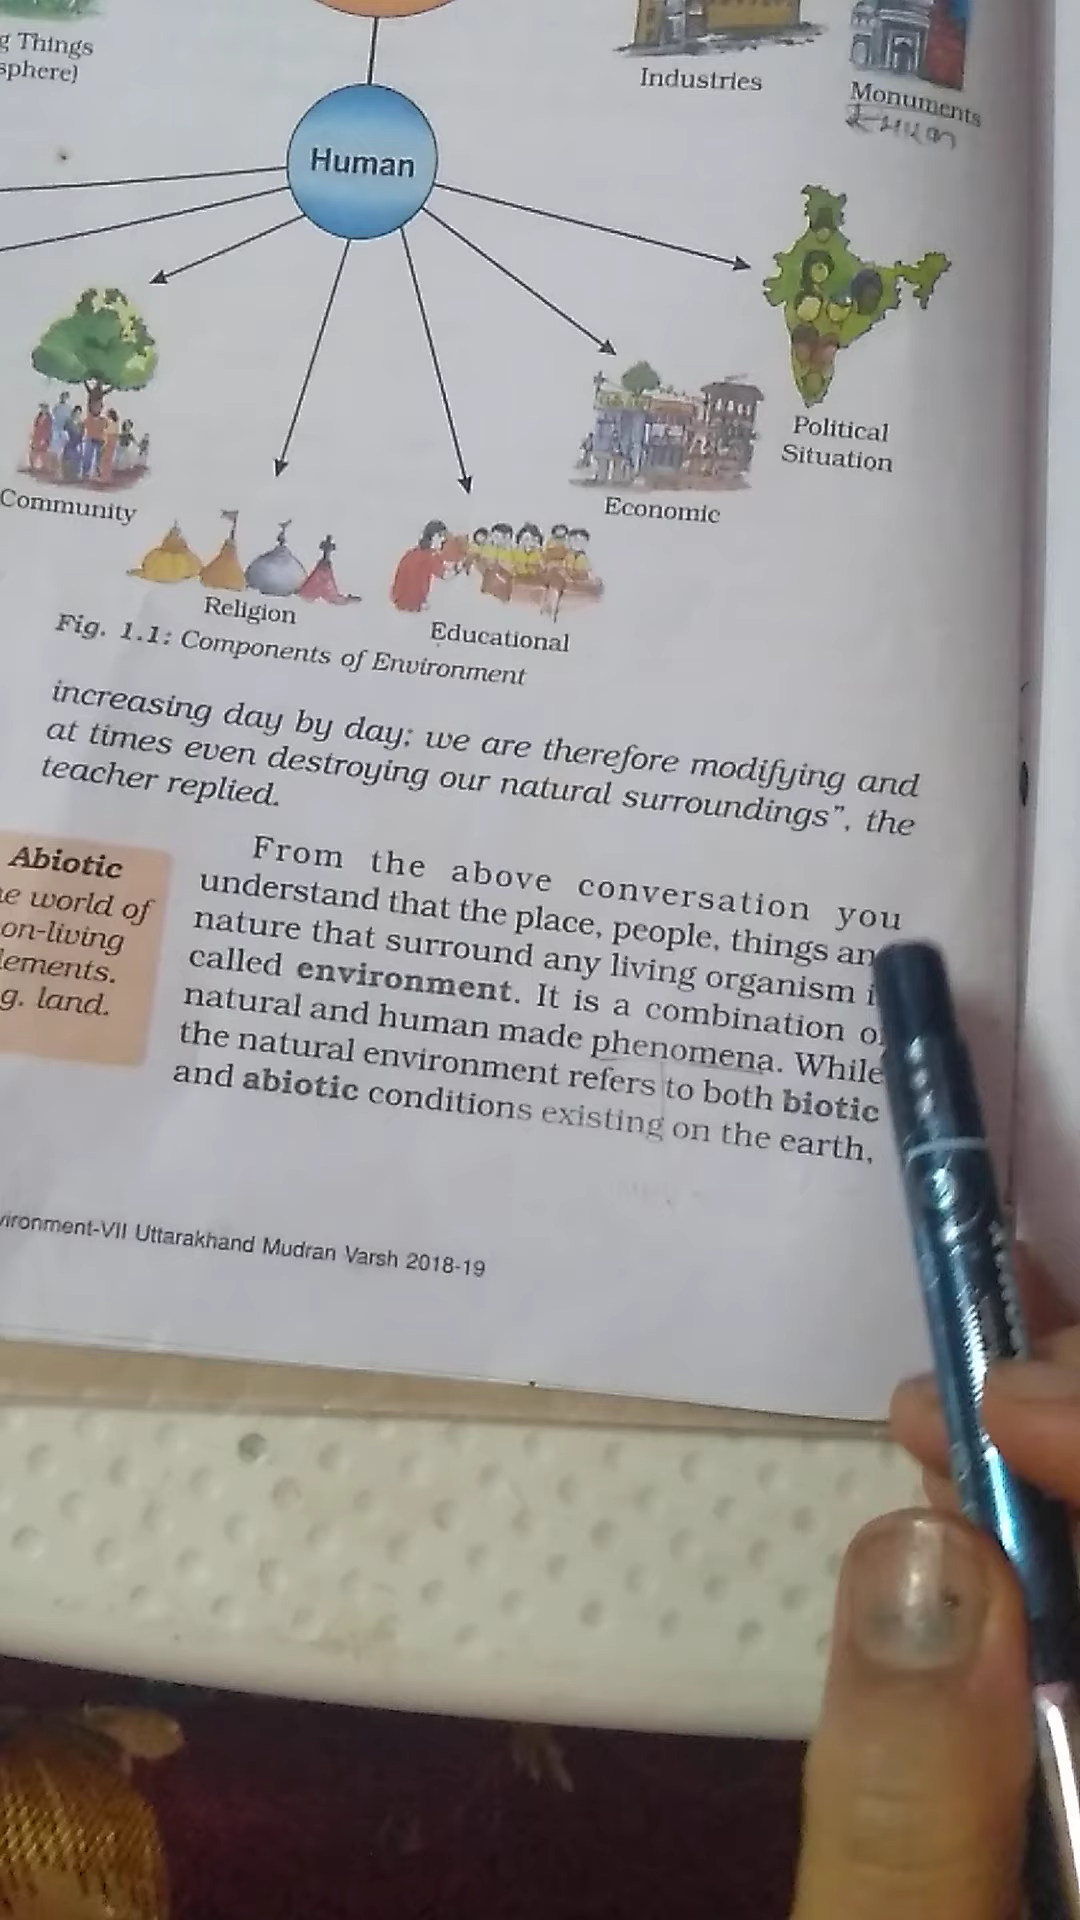 g Things
sphere)
Industries
Monuments
स्मारक
Human
Political
Situation
Economic
Community
Religion
Educational
Fig. 1.1: Components of Environment
increasing day by day; we are therefore modifying and
at times even destroying our natural surroundings”, the
teacher replied.
Abiotic
e world of
on-living
lements.
g. land.
From the above conversation you
understand that the place, people, things an
nature that surround any living organism i
called environment. It is a combination o
natural and human made phenomena. While
the natural environment refers to both biotic
and abiotic conditions existing on the earth,
vironment-VII Uttarakhand Mudran Varsh 2018-19